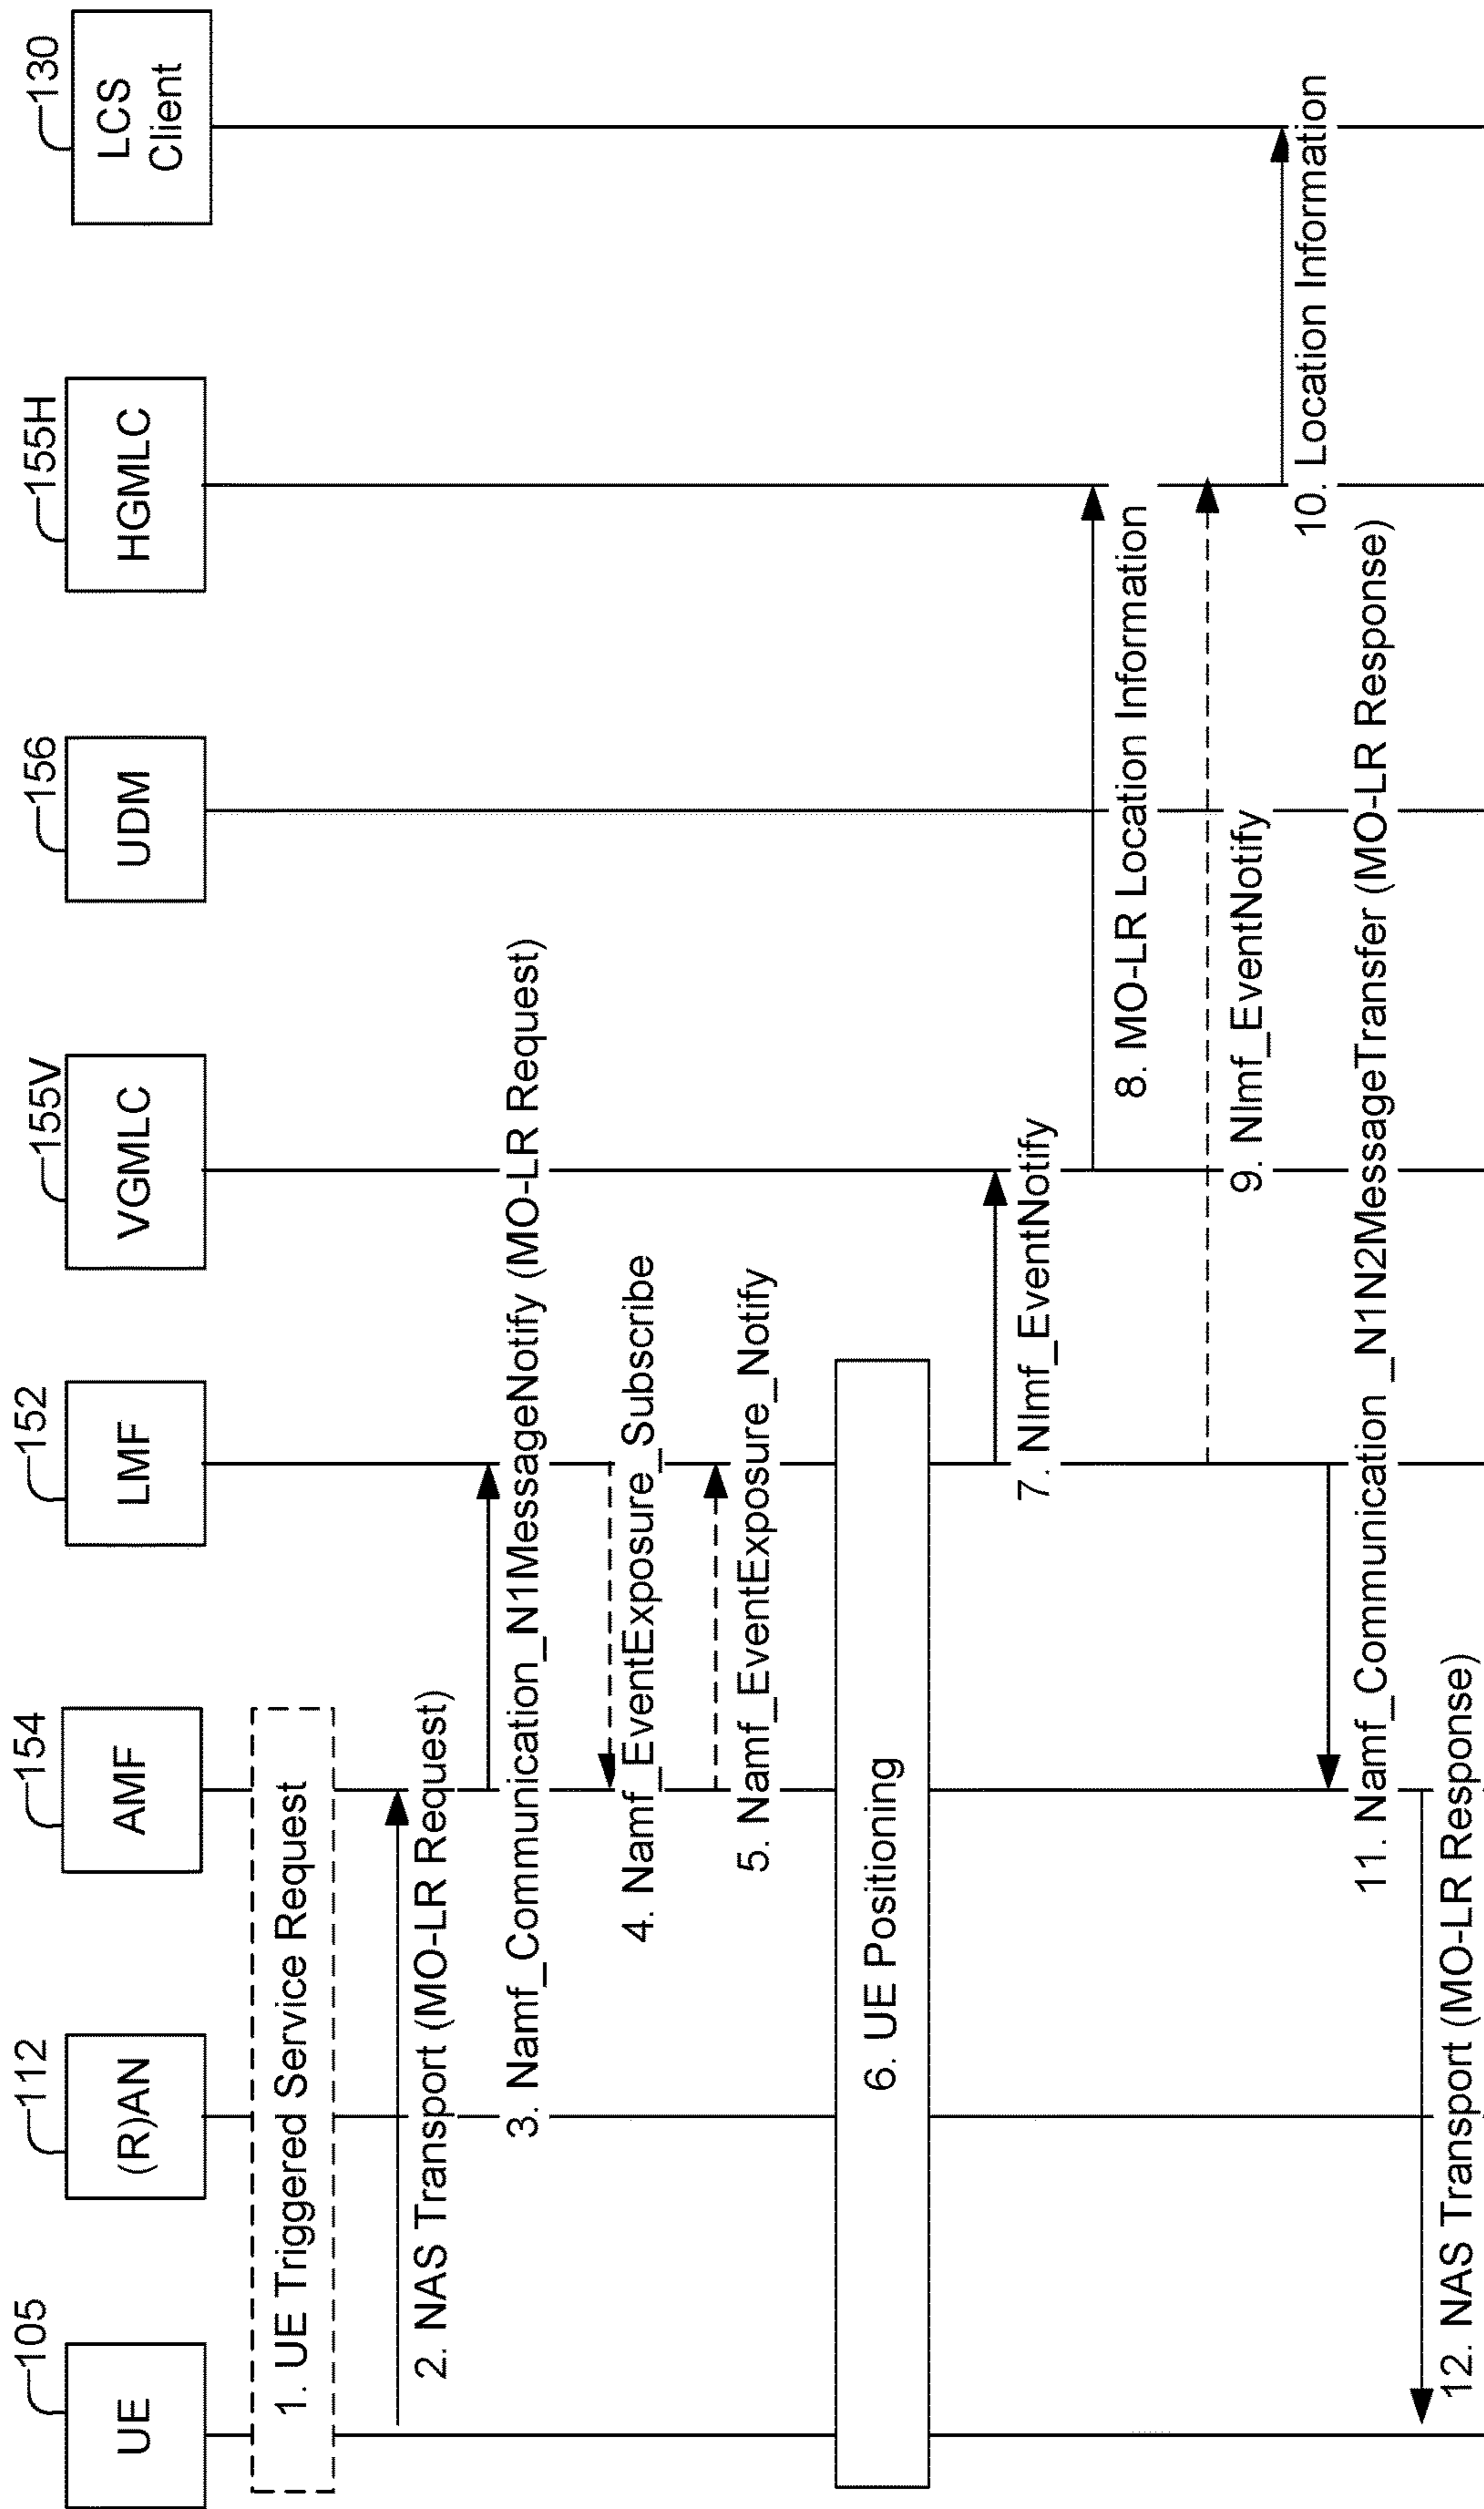 105
UE
112
(R)AN
154
AMF
152
LMF
155V
VGMLC
156
UDM
155H
HGMLC
130
LCS
Client
1. UE Triggered Service Request
2. NAS Transport (MO-LR Request)
3. Namf_Communication_N1MessageNotify (MO-LR Request)
4. Namf_EventExposure_Subscribe
5. Namf_EventExposure_Notify
6. UE Positioning
7. Nlmf_EventNotify
8. MO-LR Location Information
9. Nlmf_EventNotify
10. Location Information
11. Namf_Communication _N1N2MessageTransfer (MO-LR Response)
12. NAS Transport (MO-LR Response)